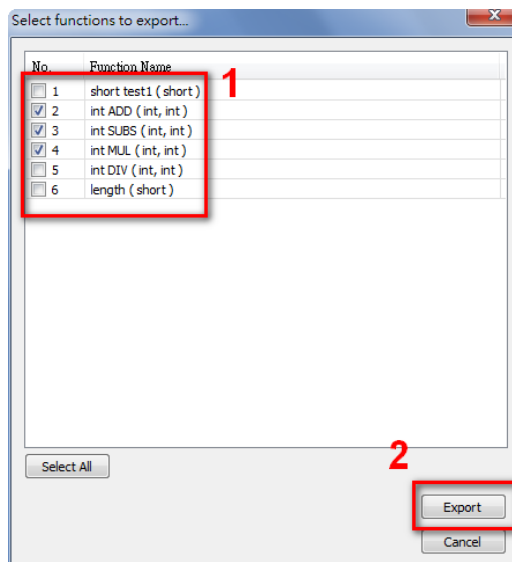 Select functions to export...
No. Function Name
1 short test1 ( short )
1
2 int ADD ( int, int )
3 int SUBS ( int, int )
4 int MUL ( int, int )
5 int DIV ( int, int )
6 length ( short )
Select All
2
Export
Cancel